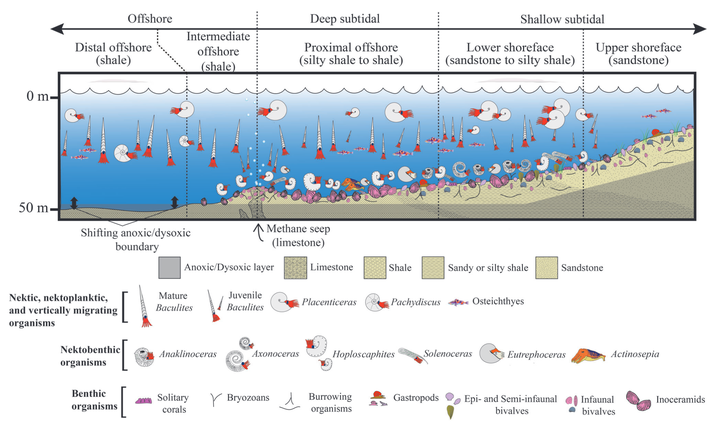 Offshore
Deep subtidal
Shallow subtidal
Distal offshore
(shale)
Intermediate
offshore
(shale)
Proximal offshore
(silty shale to shale)
Lower shoreface
(sandstone to silty shale)
Upper shoreface
(sandstone)
0 m
50 m
Shifting anoxic/dysoxic
boundary
Methane seep
(limestone)
Anoxic/Dysoxic layer
Limestone
Shale
Sandy or silty shale
Sandstone
Nektic, nektoplanktic,
and vertically migrating
organisms
Mature
Baculites
Juvenile
Baculites
Placenticeras
Pachydiscus
Osteichthyes
Nektobenthic
organisms
Anaklinoceras
Axonoceras
Hoploscaphites
Solenoceras
Eutrephoceras
Actinosepia
Benthic
organisms
Solitary
corals
Bryozoans
Burrowing
organisms
Gastropods
Epi- and Semi-infaunal
bivalves
Infaunal
bivalves
Inoceramids